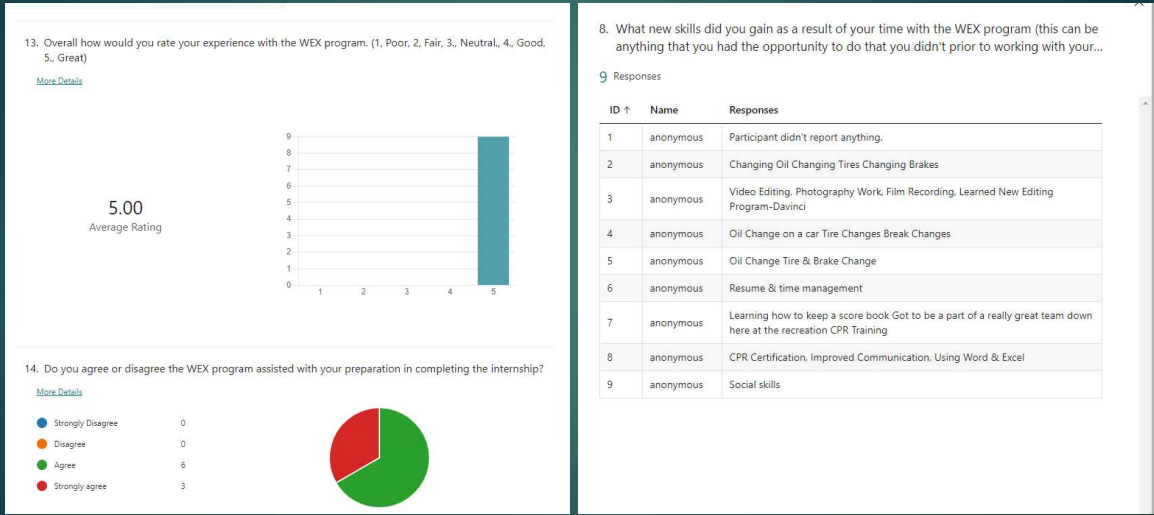 13. Overall how would you rate your experience with the WEX program. (1, Poor, 2, Fair, 3., Neutral., 4., Good,
5., Great)
More Details
5.00
Average Rating
9
8
7
6
5
4
3
2
1
0
1 2 3 4 5
14. Do you agree or disagree the WEX program assisted with your preparation in completing the internship?
More Details
Strongly Disagree 0
Disagree 0
Agree 6
Strongly agree 3
8. What new skills did you gain as a result of your time with the WEX program (this can be
anything that you had the opportunity to do that you didn't prior to working with your...
9 Responses
ID ↑ Name Responses
1 anonymous Participant didn't report anything.
2 anonymous Changing Oil Changing Tires Changing Brakes
3 anonymous Video Editing, Photography Work, Film Recording, Learned New Editing
Program-Davinci
4 anonymous Oil Change on a car Tire Changes Break Changes
5 anonymous Oil Change Tire & Brake Change
6 anonymous Resume & time management
7 anonymous Learning how to keep a score book Got to be a part of a really great team down
here at the recreation CPR Training
8 anonymous CPR Certification, Improved Communication, Using Word & Excel
9 anonymous Social skills